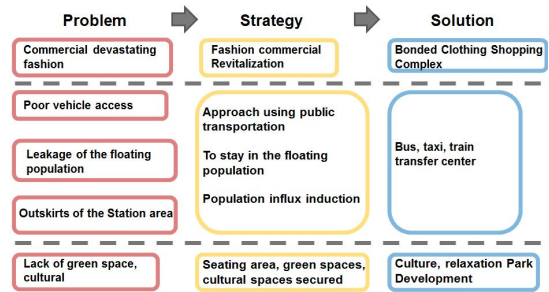 Problem
Strategy
Solution
Commercial devastating
fashion
Fashion commercial
Revitalization
Bonded Clothing Shopping
Complex
Poor vehicle access
Leakage of the floating
population
Outskirts of the Station area
Approach using public
transportation
To stay in the floating
population
Population influx induction
Bus, taxi, train
transfer center
Lack of green space,
cultural
Seating area, green spaces,
cultural spaces secured
Culture, relaxation Park
Development